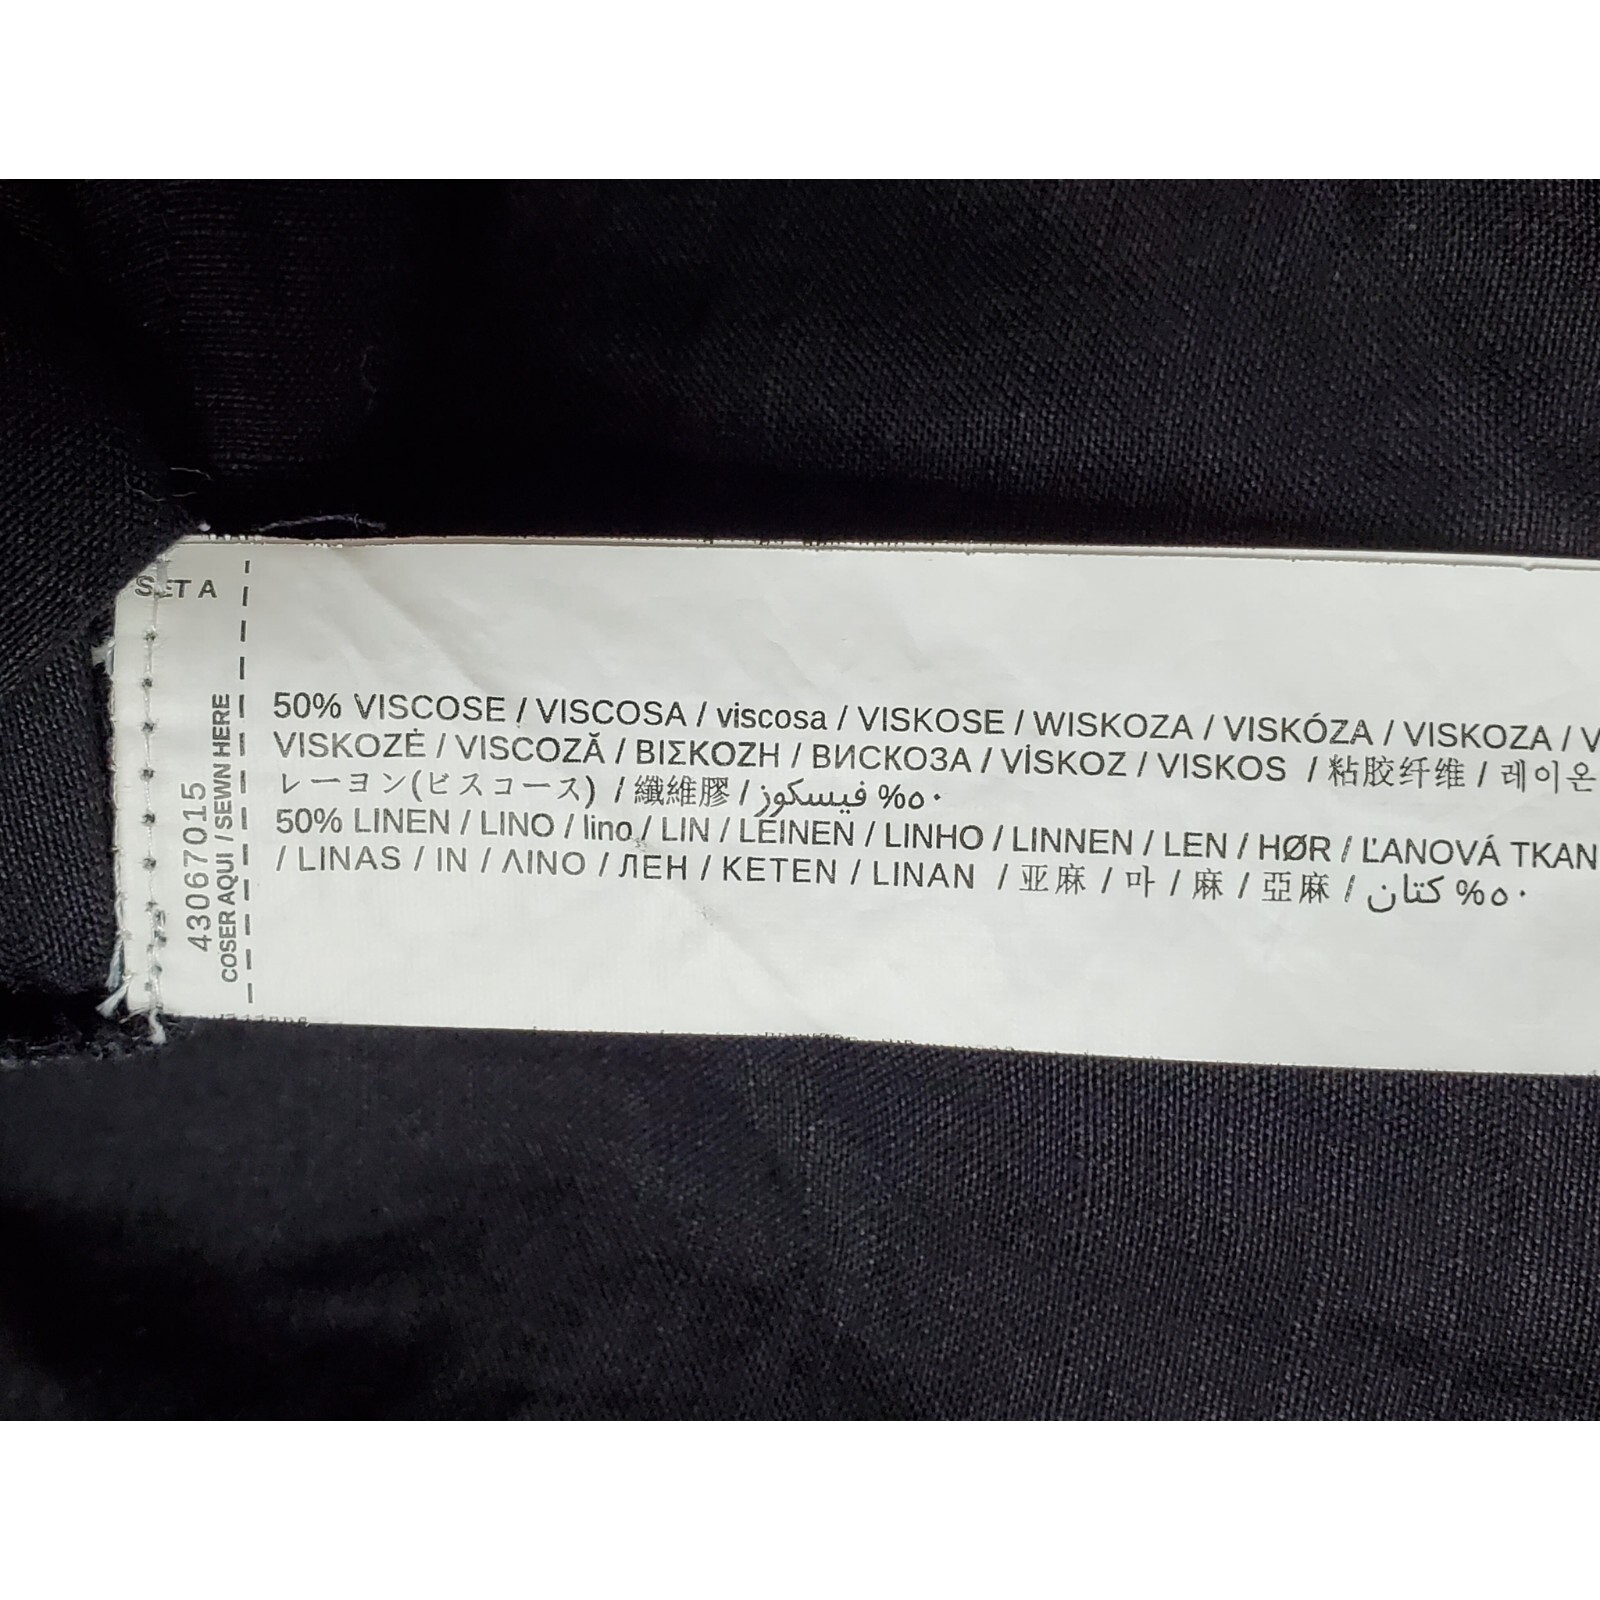 SET A
43067015
COSER AQUI / SEWN HERE
50% VISCOSE / VISCOSA / viscosa / VISKOSE / WISKOZA / VISKÓZA / VISKOZA / V
VISKOZĖ / VISCOZĂ / ΒΙΣΚΟΖΗ / ВИСКОЗА / VİSKOZ / VISKOS / 粘胶纤维 / 레이온
レーヨン(ビスコース) / 纖維膠 / فيسكوز %٥٠
50% LINEN / LINO / lino / LIN / LEINEN / LINHO / LINNEN / LEN / HØR / ĽANOVÁ TKAN
/ LINAS / IN / ΛΙΝΟ / ЛЕН / KETEN / LINAN / 亚麻 / 마 / 麻 / 亞麻 / كتان %٥٠